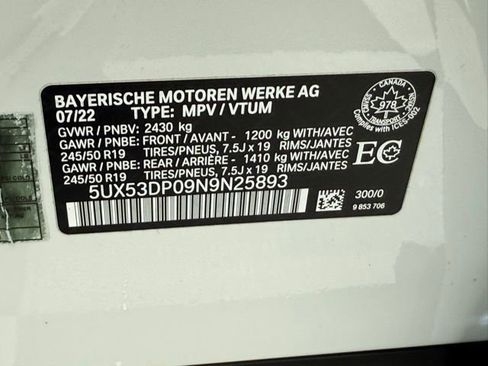 BAYERISCHE MOTOREN WERKE AG
07/22 TYPE: MPV / VTUM
GVWR / PNBV: 2430 kg
GAWR / PNBE: FRONT / AVANT - 1200 kg WITH/AVEC
245/50 R19 TIRES/PNEUS, 7.5J x 19 RIMS/JANTES
GAWR / PNBE: REAR / ARRIÈRE - 1410 kg WITH/AVEC
245/50 R19 TIRES/PNEUS, 7.5J x 19 RIMS/JANTES
5UX53DP09N9N25893
CANADA
978
TRANSPORT
COMPLIES WITH ICES-002
EC
300/0
9 853 706